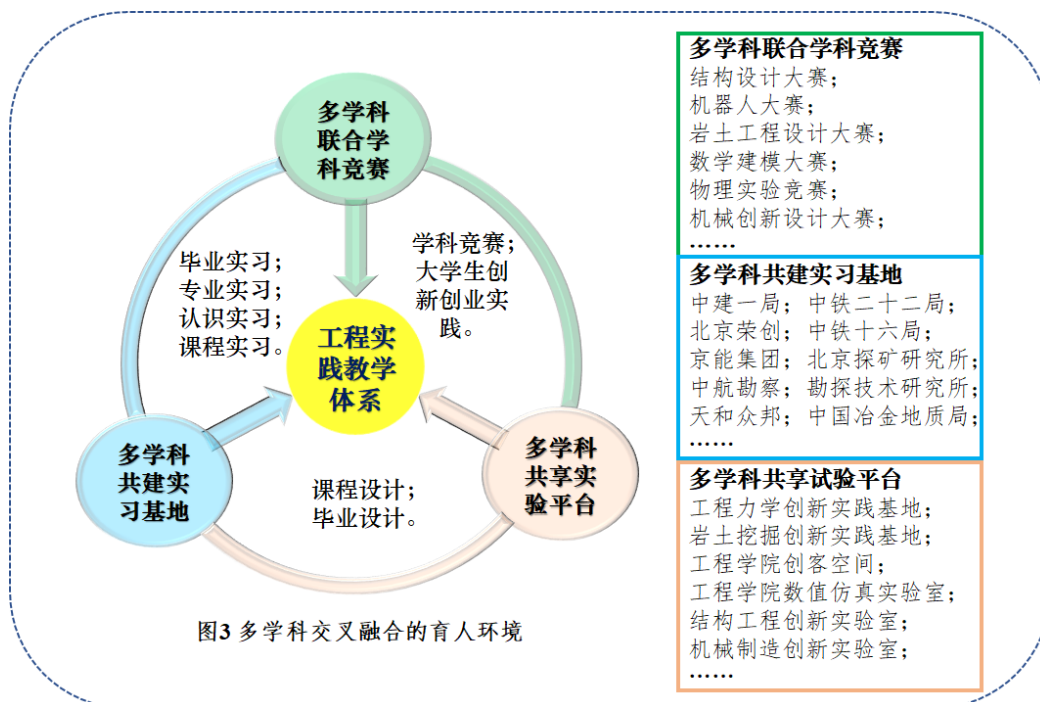 多学科
联合学
科竞赛
毕业实习；
专业实习；
认识实习；
课程实习。
学科竞赛；
大学生创
新创业实
践。
工程实
践教学
体系
多学科
共建实
习基地
多学科
共享实
验平台
课程设计；
毕业设计。
图3 多学科交叉融合的育人环境
多学科联合学科竞赛
结构设计大赛；
机器人大赛；
岩土工程设计大赛；
数学建模大赛；
物理实验竞赛；
机械创新设计大赛；
……
多学科共建实习基地
中建一局；中铁二十二局；
北京荣创；中铁十六局；
京能集团；北京探矿研究所；
中航勘察；勘探技术研究所；
天和众邦；中国冶金地质局；
……
多学科共享试验平台
工程力学创新实践基地；
岩土挖掘创新实践基地；
工程学院创客空间；
工程学院数值仿真实验室；
结构工程创新实验室；
机械制造创新实验室；
……